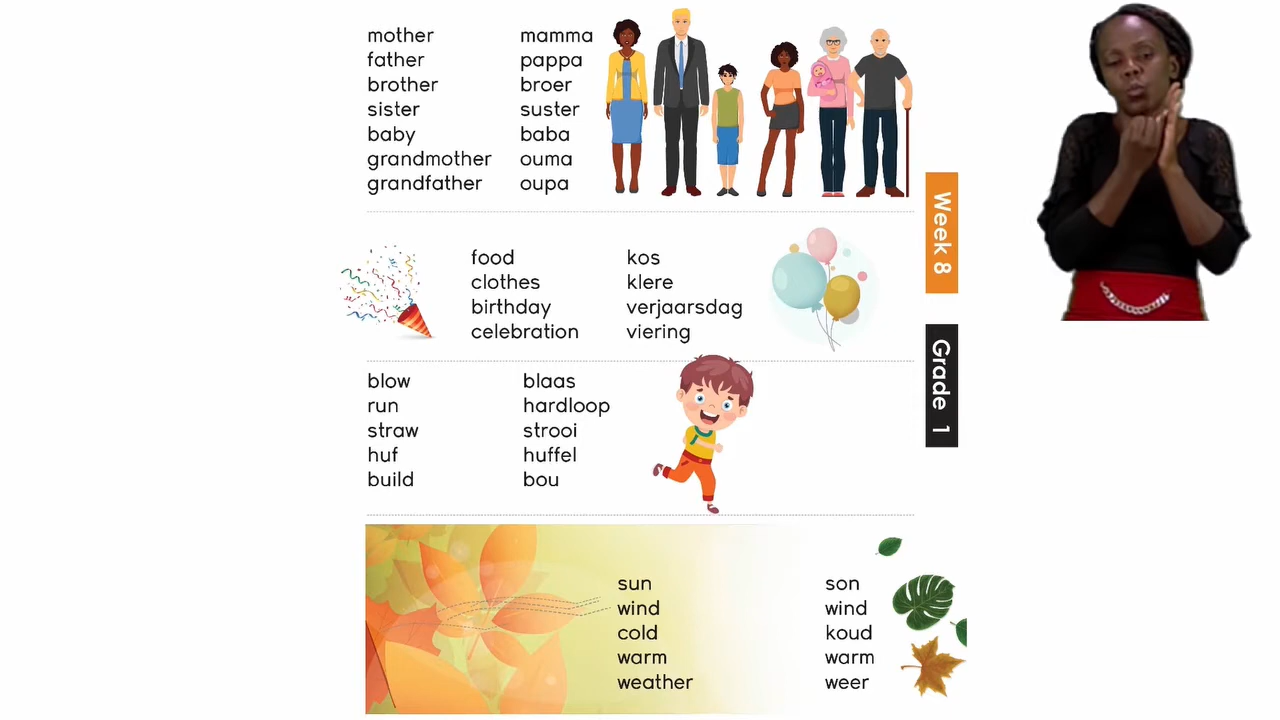 mother mamma
father pappa
brother broer
sister suster
baby baba
grandmother ouma
grandfather oupa
Week 8
food kos
clothes klere
birthday verjaarsdag
celebration viering
Grade 1
blow blaas
run hardloop
straw strooi
huf huffel
build bou
sun son
wind wind
cold koud
warm warm
weather weer